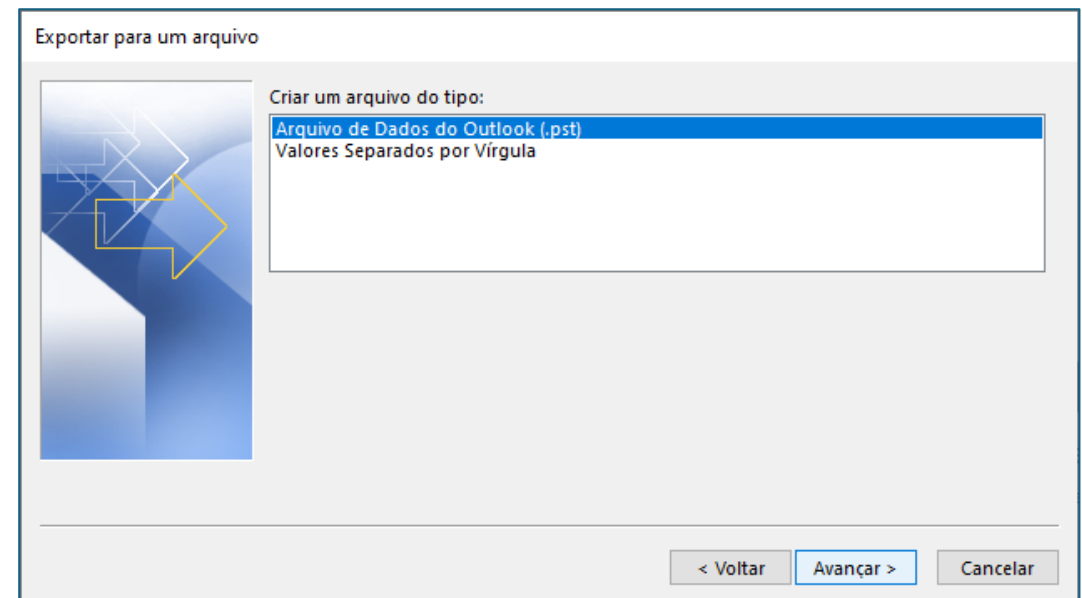 Exportar para um arquivo
Criar um arquivo do tipo:
Arquivo de Dados do Outlook (.pst)
Valores Separados por Vírgula
< Voltar
Avançar >
Cancelar